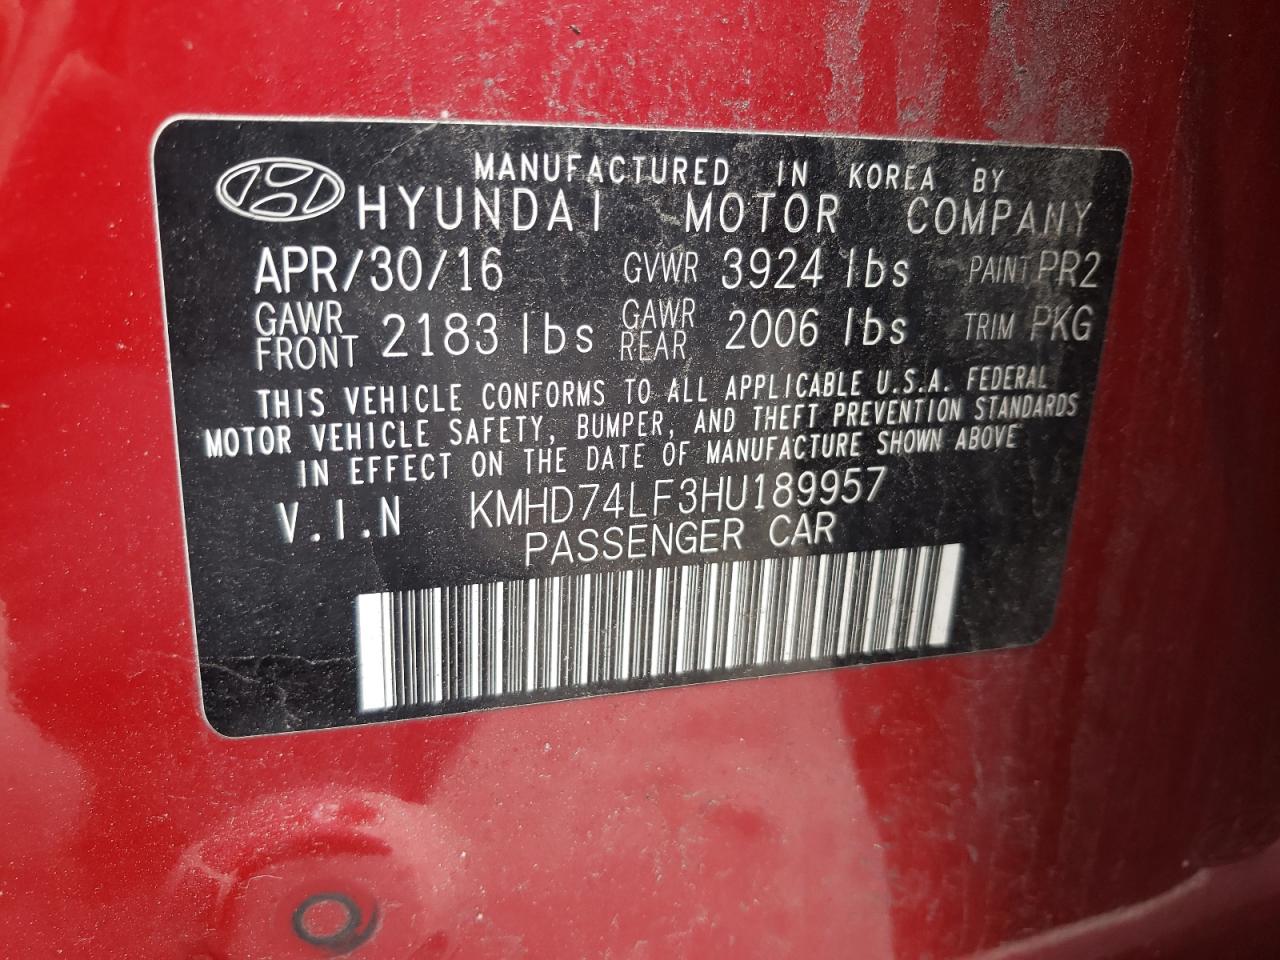 MANUFACTURED IN KOREA BY
HYUNDAI MOTOR COMPANY
APR/30/16 GVWR 3924 lbs PAINT PR2
GAWR FRONT 2183 lbs GAWR REAR 2006 lbs TRIM PKG
THIS VEHICLE CONFORMS TO ALL APPLICABLE U.S.A. FEDERAL
MOTOR VEHICLE SAFETY, BUMPER, AND THEFT PREVENTION STANDARDS
IN EFFECT ON THE DATE OF MANUFACTURE SHOWN ABOVE
V.I.N KMHD74LF3HU189957
PASSENGER CAR